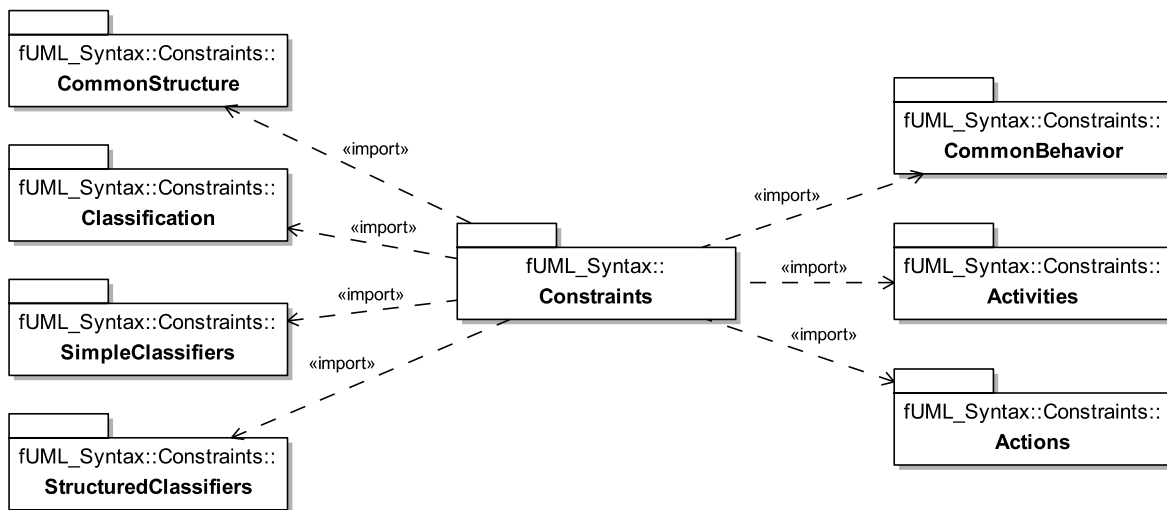 fUML_Syntax::Constraints::
CommonStructure
«import»
fUML_Syntax::Constraints::
Classification
«import»
fUML_Syntax::Constraints::
SimpleClassifiers
«import»
fUML_Syntax::Constraints::
StructuredClassifiers
«import»
fUML_Syntax::
Constraints
«import»
fUML_Syntax::Constraints::
CommonBehavior
«import»
fUML_Syntax::Constraints::
Activities
«import»
fUML_Syntax::Constraints::
Actions